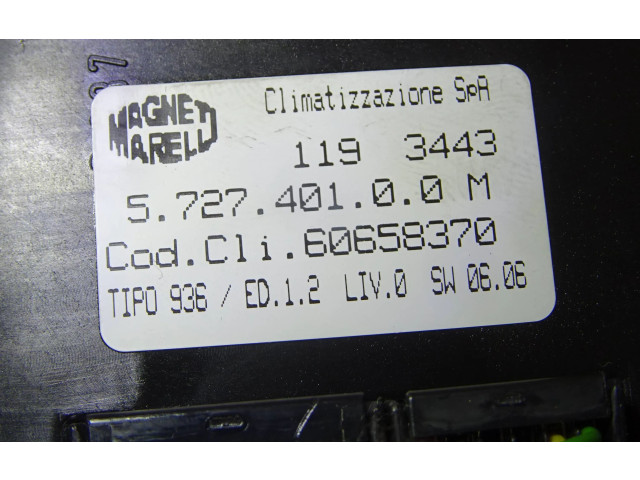 MAGNETI
MARELLI
Climatizzazione SpA
119 3443
5.727.401.0.0 M
Cod.Cli.60658370
TIPO 936 / ED.1.2 LIV.0 SW 06.06